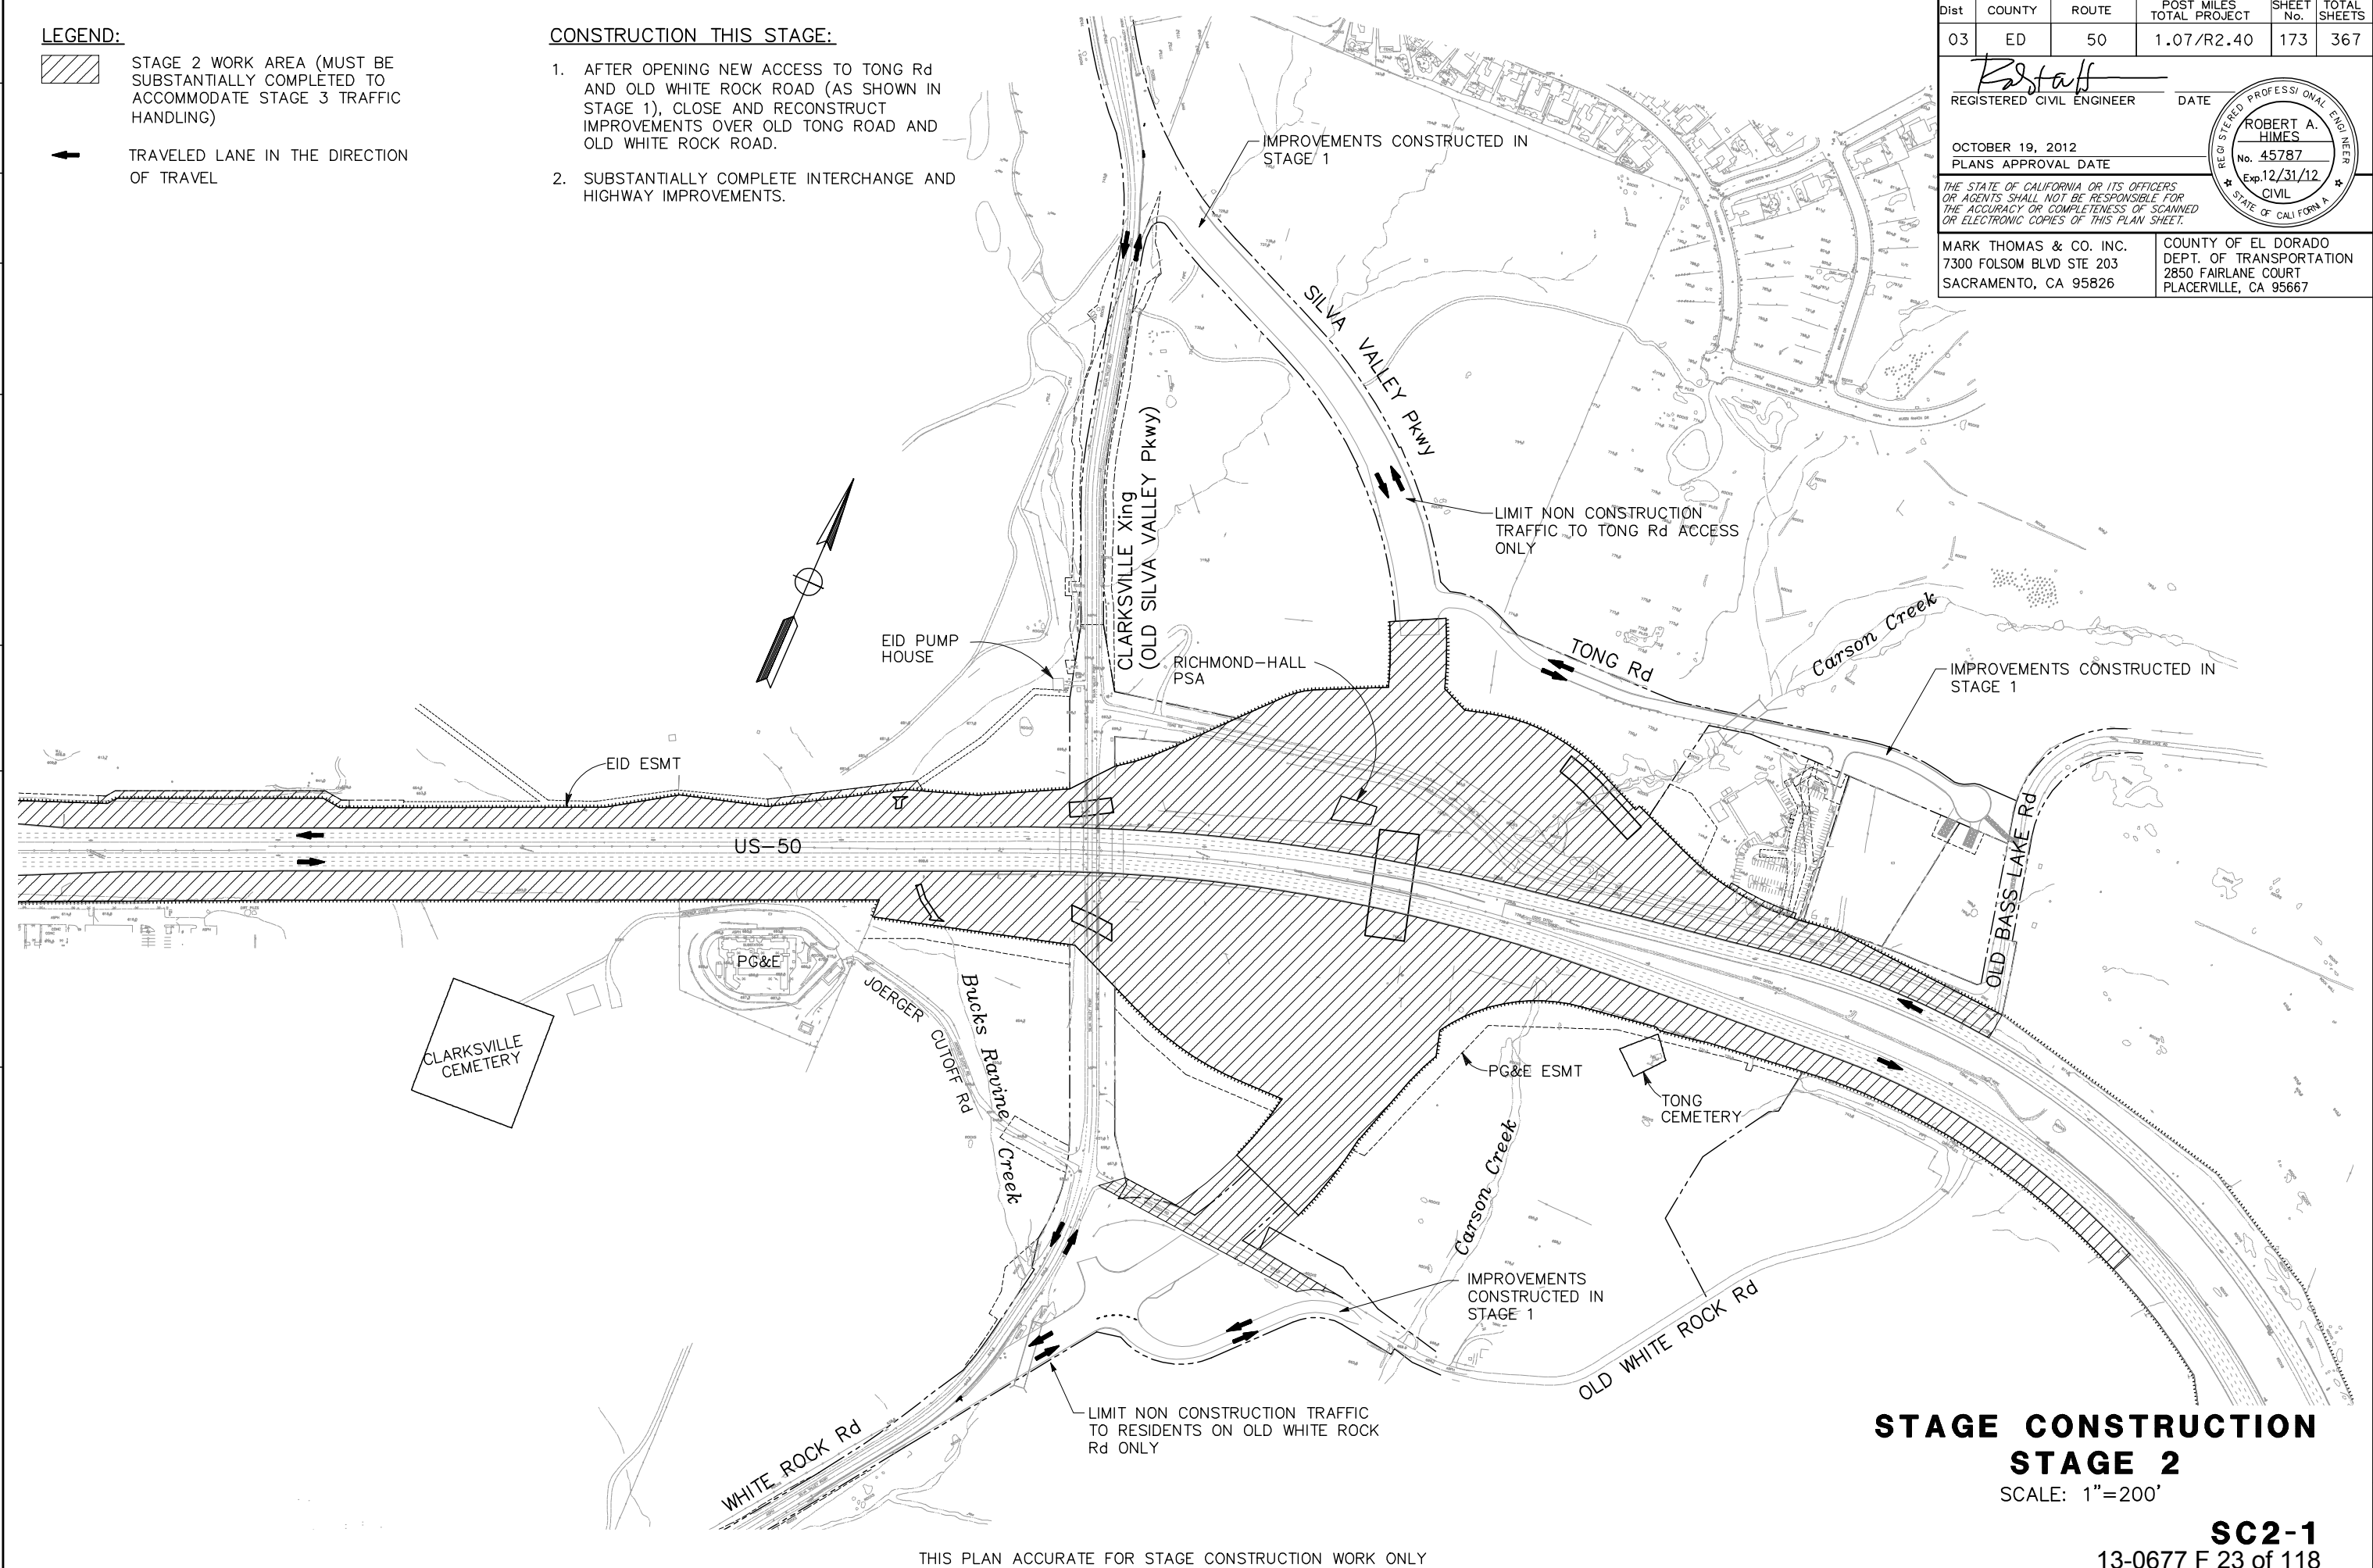 LEGEND:
STAGE 2 WORK AREA (MUST BE
SUBSTANTIALLY COMPLETED TO
ACCOMMODATE STAGE 3 TRAFFIC
HANDLING)
TRAVELED LANE IN THE DIRECTION
OF TRAVEL
CONSTRUCTION THIS STAGE:
1. AFTER OPENING NEW ACCESS TO TONG Rd
AND OLD WHITE ROCK ROAD (AS SHOWN IN
STAGE 1), CLOSE AND RECONSTRUCT
IMPROVEMENTS OVER OLD TONG ROAD AND
OLD WHITE ROCK ROAD.
2. SUBSTANTIALLY COMPLETE INTERCHANGE AND
HIGHWAY IMPROVEMENTS.
Dist COUNTY ROUTE POST MILES TOTAL PROJECT SHEET No. TOTAL SHEETS
03 ED 50 1.07/R2.40 173 367
REGISTERED CIVIL ENGINEER DATE
OCTOBER 19, 2012
PLANS APPROVAL DATE
REGISTERED PROFESSIONAL ENGINEER
ROBERT A.
HIMES
No. 45787
Exp. 12/31/12
CIVIL
STATE OF CALIFORNIA
THE STATE OF CALIFORNIA OR ITS OFFICERS
OR AGENTS SHALL NOT BE RESPONSIBLE FOR
THE ACCURACY OR COMPLETENESS OF SCANNED
OR ELECTRONIC COPIES OF THIS PLAN SHEET.
MARK THOMAS & CO. INC.
7300 FOLSOM BLVD STE 203
SACRAMENTO, CA 95826
COUNTY OF EL DORADO
DEPT. OF TRANSPORTATION
2850 FAIRLANE COURT
PLACERVILLE, CA 95667
IMPROVEMENTS CONSTRUCTED IN
STAGE 1
SILVA VALLEY Pkwy
CLARKSVILLE Xing
(OLD SILVA VALLEY Pkwy)
LIMIT NON CONSTRUCTION
TRAFFIC TO TONG Rd ACCESS
ONLY
EID PUMP
HOUSE
RICHMOND-HALL
PSA
TONG Rd
Carson Creek
IMPROVEMENTS CONSTRUCTED IN
STAGE 1
EID ESMT
US-50
OLD BASS LAKE Rd
PG&E
CLARKSVILLE
CEMETERY
JOERGER CUTOFF Rd
Bucks Ravine Creek
PG&E ESMT
TONG
CEMETERY
Carson Creek
IMPROVEMENTS
CONSTRUCTED IN
STAGE 1
OLD WHITE ROCK Rd
LIMIT NON CONSTRUCTION TRAFFIC
TO RESIDENTS ON OLD WHITE ROCK
Rd ONLY
WHITE ROCK Rd
STAGE CONSTRUCTION
STAGE 2
SCALE: 1"=200'
SC2-1
13-0677 F 23 of 118
THIS PLAN ACCURATE FOR STAGE CONSTRUCTION WORK ONLY